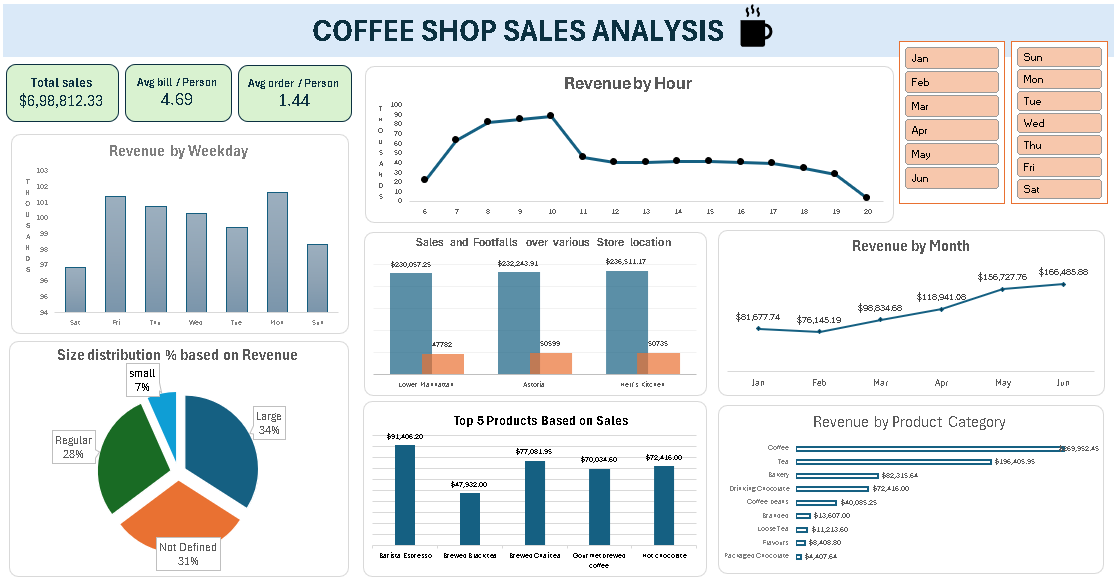 COFFEE SHOP SALES ANALYSIS
Total sales
$6,98,812.33
Avg bill / Person
4.69
Avg order / Person
1.44
Jan
Feb
Mar
Apr
May
Jun
Sun
Mon
Tue
Wed
Thu
Fri
Sat
Revenue by Hour
THOUSANDS
100
90
80
70
60
50
40
30
20
10
0
6 7 8 9 10 11 12 13 14 15 16 17 18 19 20
Revenue by Weekday
THOUSANDS
103
102
101
100
99
98
97
96
95
94
Sat Fri Thu Wed Tue Mon Sun
Sales and Footfalls over various Store location
$230,057.25 $232,243.91 $236,511.17
47782 50599 50735
Lower Manhattan Astoria Hell's Kitchen
Revenue by Month
$81,677.74 $76,145.19 $98,834.68 $118,941.08 $156,727.76 $166,485.88
Jan Feb Mar Apr May Jun
Size distribution % based on Revenue
small
7%
Large
34%
Regular
28%
Not Defined
31%
Top 5 Products Based on Sales
$91,406.20 $47,932.00 $77,081.95 $70,034.60 $72,416.00
Barista Espresso Brewed Black tea Brewed Chai tea Gourmet brewed coffee Hot chocolate
Revenue by Product Category
Coffee $269,952.45
Tea $196,405.95
Bakery $82,315.64
Drinking Chocolate $72,416.00
Coffee beans $40,085.25
Branded $13,607.00
Loose Tea $11,213.60
Flavours $8,408.80
Packaged Chocolate $4,407.64